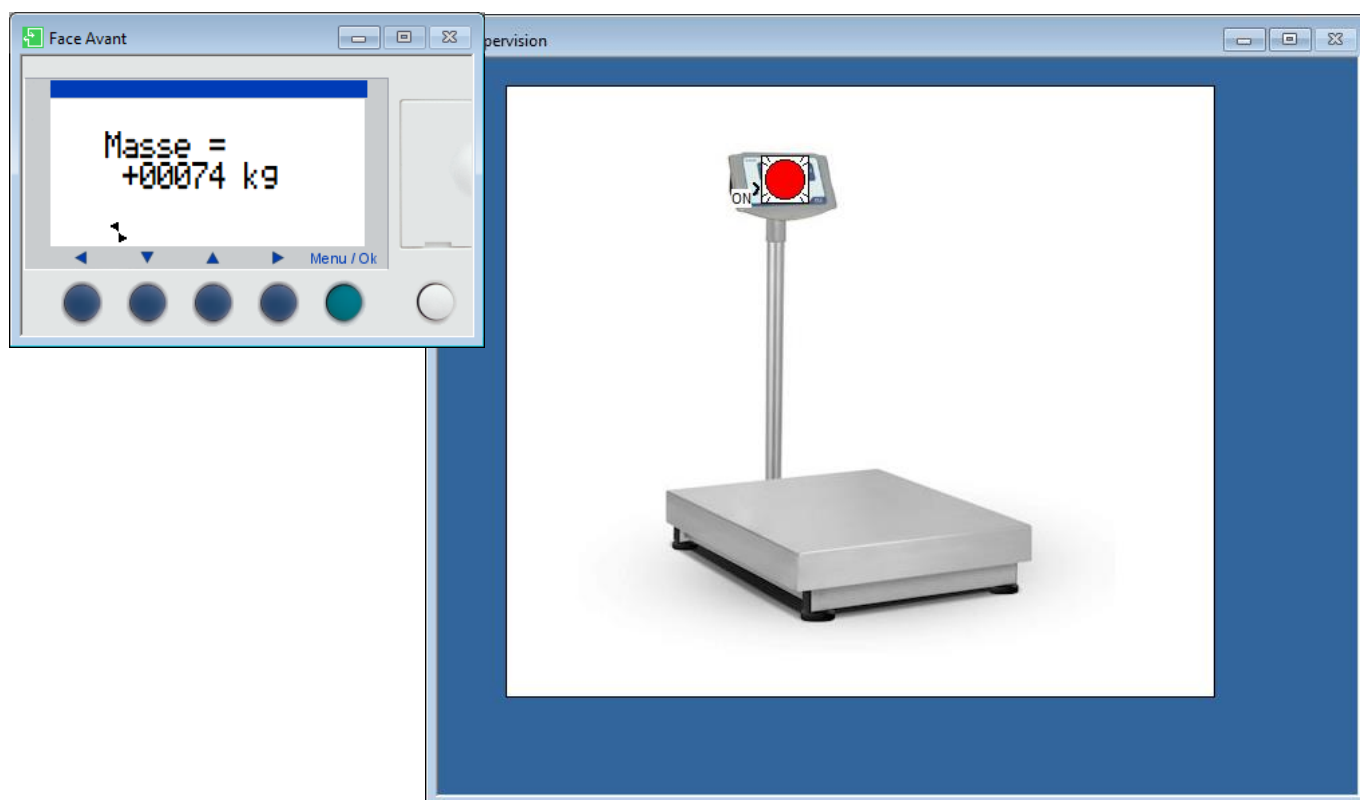 Face Avant
pervision
Masse =
+00074 kg
Menu / Ok
ON